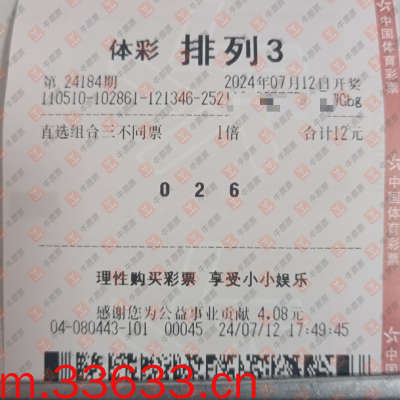 体彩 排列3
第 24184期 2024年07月12日开奖
110510-102861-121346-252 WGbg
直选组合三不同票 1倍 合计12元
0 2 6
理性购买彩票 享受小小娱乐
感谢您为公益事业贡献 4.08元
04-080443-101 00045 24/07/12 17:49:45
m.33633.cn
中国体育彩票
中国体育彩票